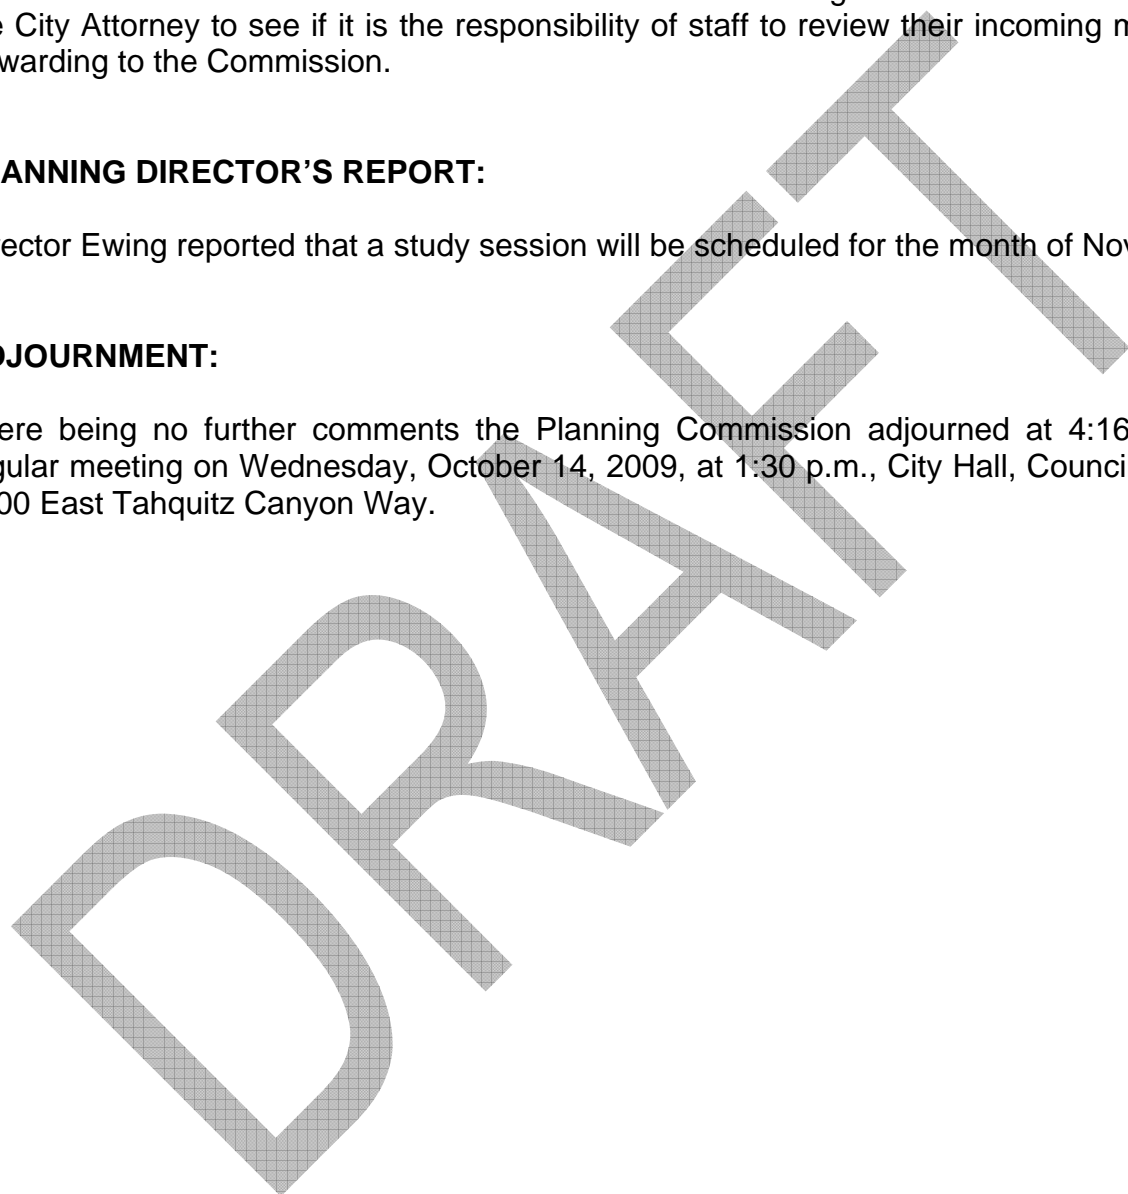 City Attorney to see if it is the responsibility of staff to review their incoming
warding to the Commission.
ANNING DIRECTOR'S REPORT:
ector Ewing reported that a study session will be scheduled for the month of Nov
DJOURNMENT:
ere being no further comments the Planning Commission adjourned at 4:16
gular meeting on Wednesday, October 14, 2009, at 1:30 p.m., City Hall, Counci
00 East Tahquitz Canyon Way.
DRAFT